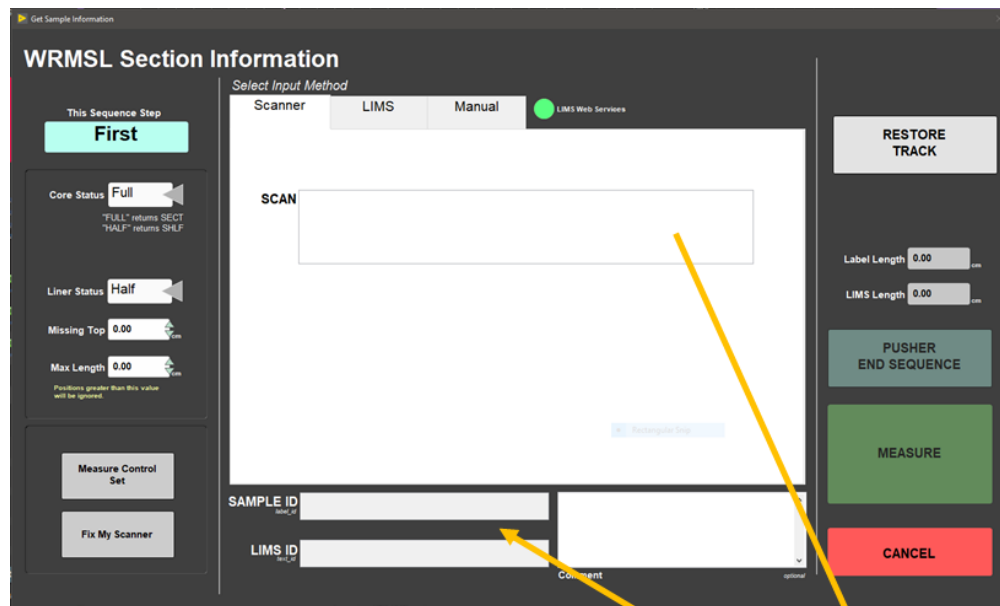 Get Sample Information
WRMSL Section Information
This Sequence Step
First
Core Status Full
"FULL" returns SECT
"HALF" returns SHLF
Liner Status Half
Missing Top 0.00 cm
Max Length 0.00 cm
Positions greater than this value
will be ignored.
Measure Control
Set
Fix My Scanner
Select Input Method
Scanner LIMS Manual LIMS Web Services
SCAN
Rectangular Snip
SAMPLE ID
label_id
LIMS ID
text_id
Comment optional
RESTORE
TRACK
Label Length 0.00 cm
LIMS Length 0.00 cm
PUSHER
END SEQUENCE
MEASURE
CANCEL